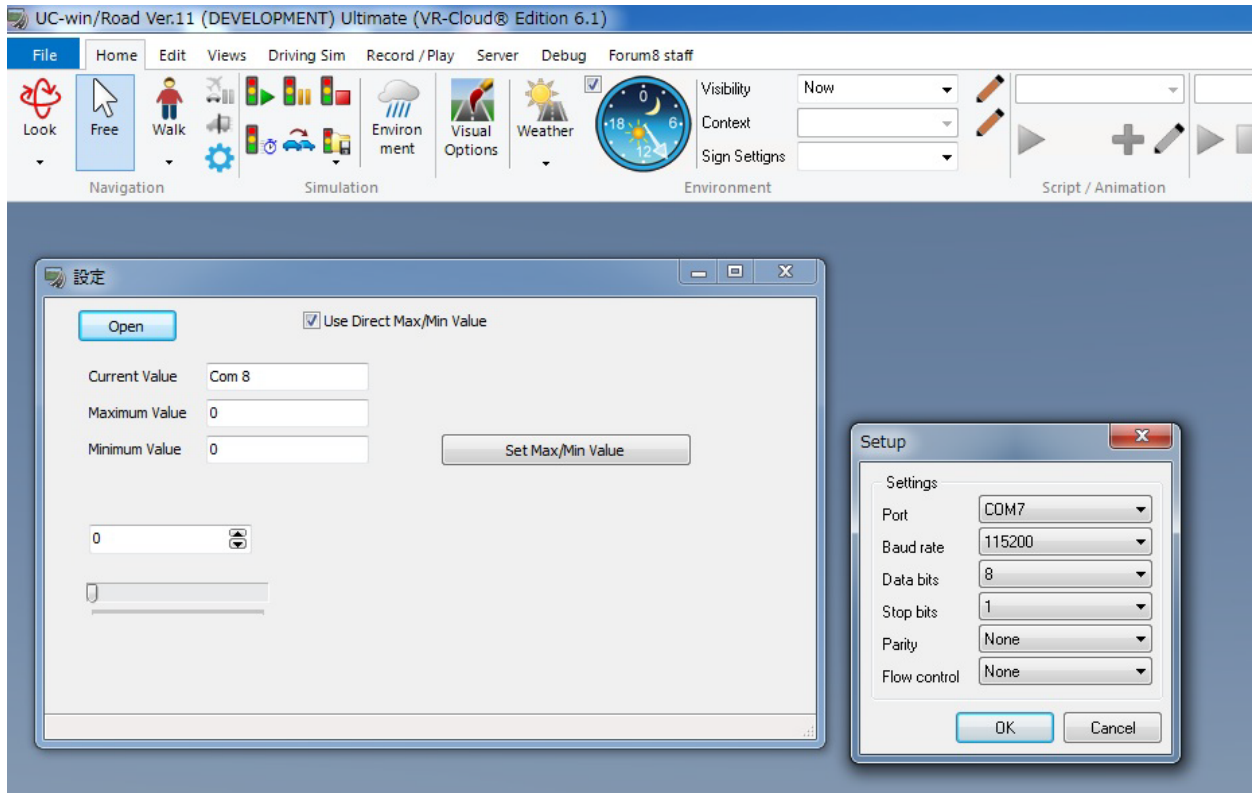 UC-win/Road Ver.11 (DEVELOPMENT) Ultimate (VR-Cloud® Edition 6.1)
File Home Edit Views Driving Sim Record / Play Server Debug Forum8 staff
Look Free Walk Environ ment Visual Options Weather 0 6 12 18
Visibility Now
Context
Sign Settigns
Navigation Simulation Environment Script / Animation
設定
Open Use Direct Max/Min Value
Current Value Com 8
Maximum Value 0
Minimum Value 0 Set Max/Min Value
0
Setup
Settings
Port COM7
Baud rate 115200
Data bits 8
Stop bits 1
Parity None
Flow control None
OK Cancel